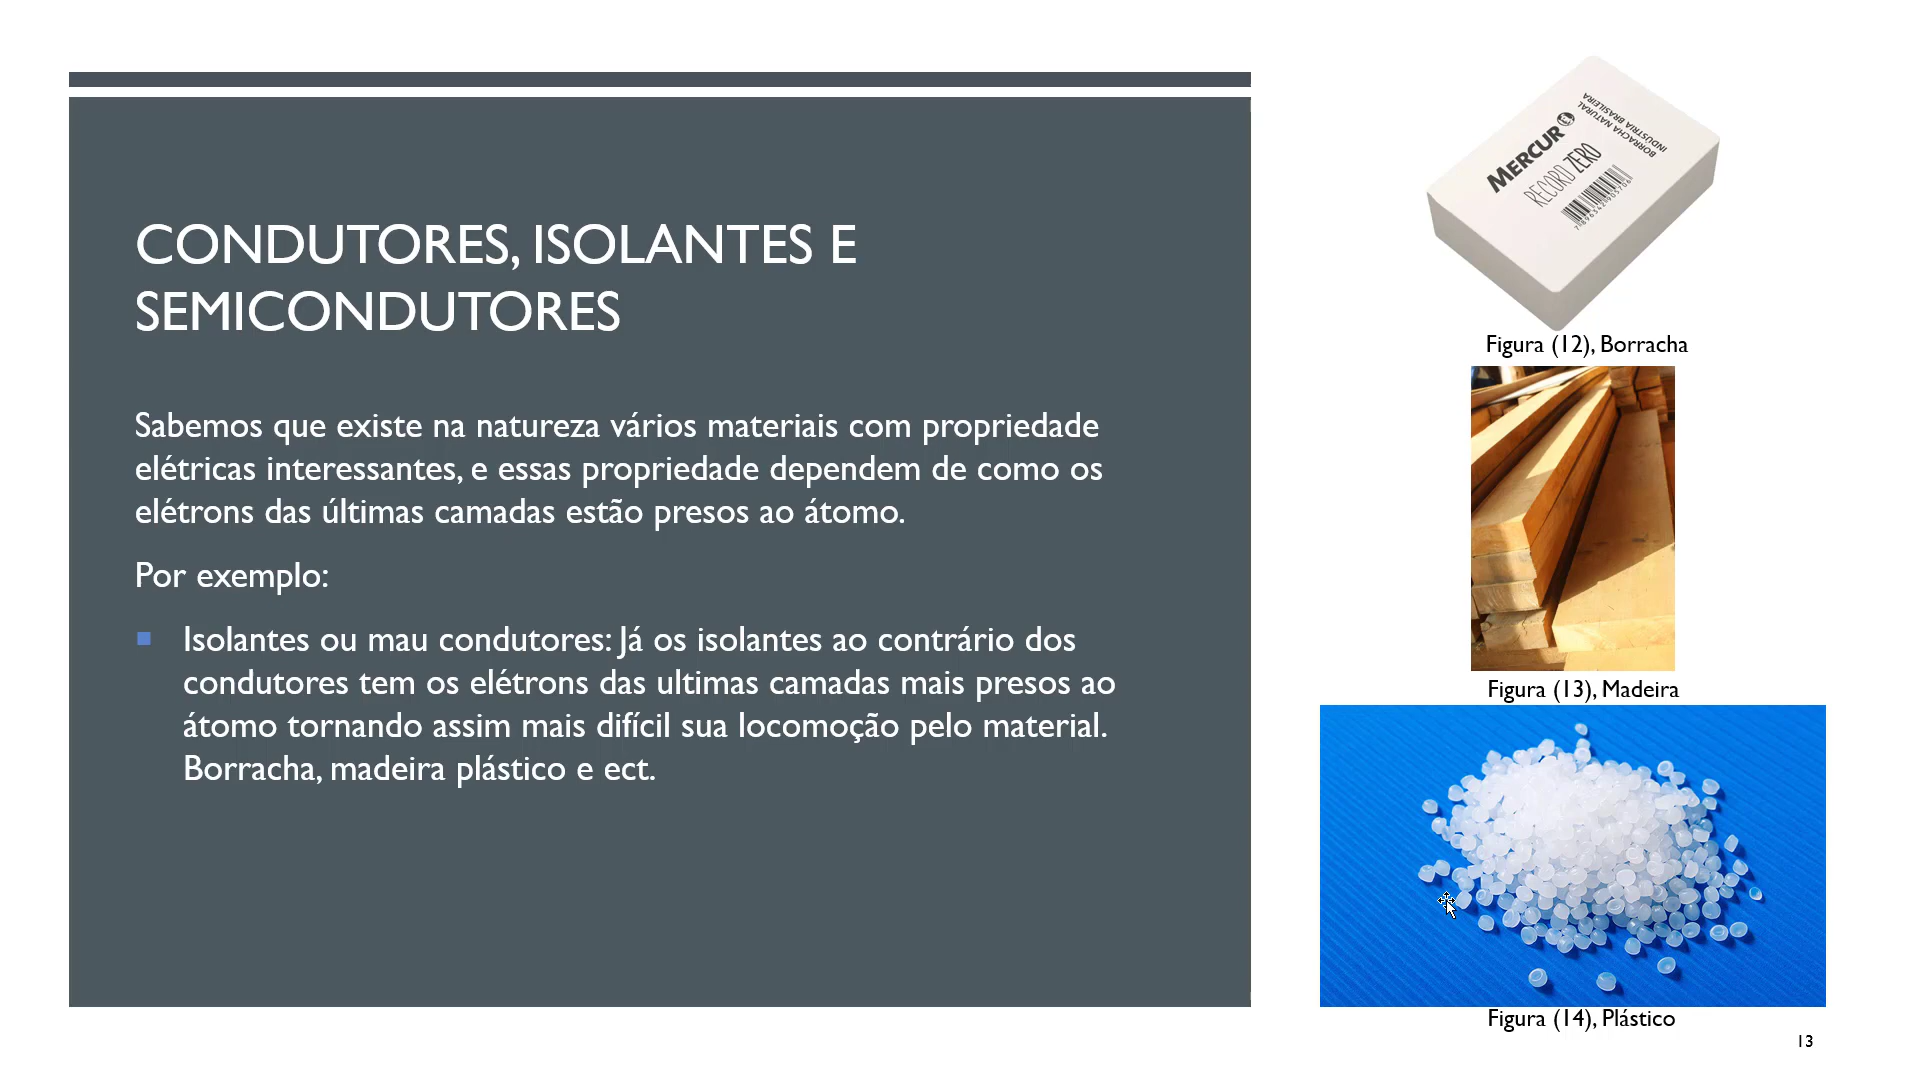 CONDUTORES, ISOLANTES E
SEMICONDUTORES
Sabemos que existe na natureza vários materiais com propriedade
elétricas interessantes, e essas propriedade dependem de como os
elétrons das últimas camadas estão presos ao átomo.
Por exemplo:
Isolantes ou mau condutores: Já os isolantes ao contrário dos
condutores tem os elétrons das ultimas camadas mais presos ao
átomo tornando assim mais difícil sua locomoção pelo material.
Borracha, madeira plástico e ect.
MERCUR
RECORD ZERO
BORRACHA NATURAL
INDÚSTRIA BRASILEIRA
Figura (12), Borracha
Figura (13), Madeira
Figura (14), Plástico
13